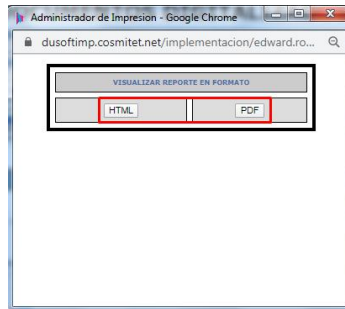 Administrador de Impresion - Google Chrome
dusoftimp.cosmitet.net/implementacion/edward.ro...
VISUALIZAR REPORTE EN FORMATO
HTML PDF